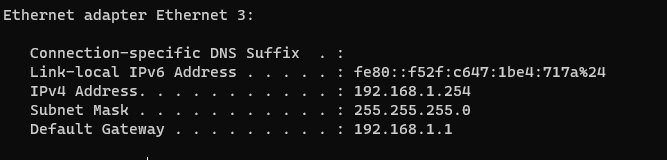 Ethernet adapter Ethernet 3:
Connection-specific DNS Suffix  . :
Link-local IPv6 Address . . . . . : fe80::f52f:c647:1be4:717a%24
IPv4 Address. . . . . . . . . . . : 192.168.1.254
Subnet Mask . . . . . . . . . . . : 255.255.255.0
Default Gateway . . . . . . . . . : 192.168.1.1